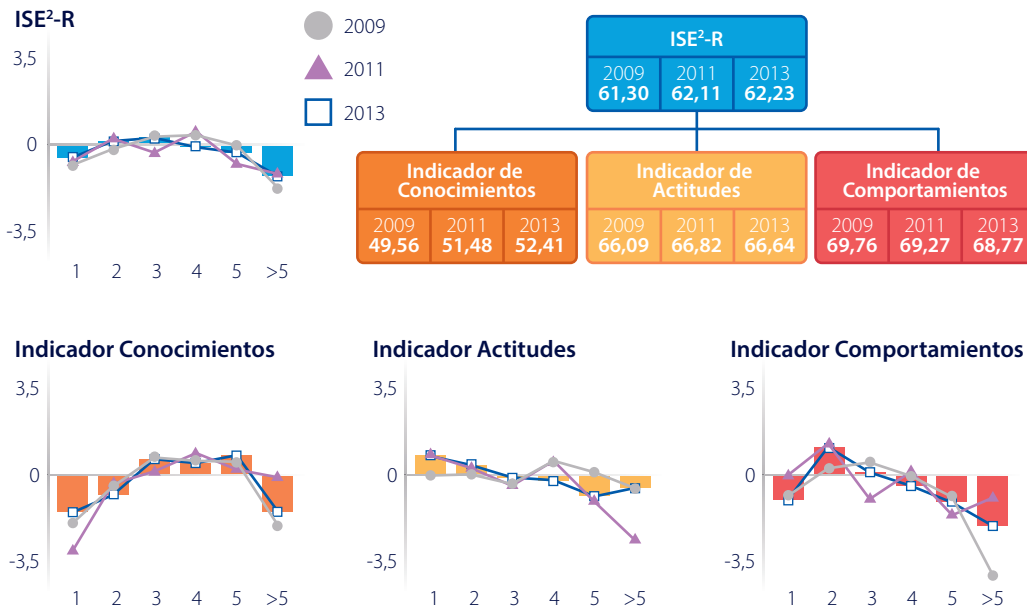 ISE²-R
3,5
0
-3,5
1 2 3 4 5 >5
2009
2011
2013
ISE²-R
2009 2011 2013
61,30 62,11 62,23
Indicador de
Conocimientos
2009 2011 2013
49,56 51,48 52,41
Indicador de
Actitudes
2009 2011 2013
66,09 66,82 66,64
Indicador de
Comportamientos
2009 2011 2013
69,76 69,27 68,77
Indicador Conocimientos
3,5
0
-3,5
1 2 3 4 5 >5
Indicador Actitudes
3,5
0
-3,5
1 2 3 4 5 >5
Indicador Comportamientos
3,5
0
-3,5
1 2 3 4 5 >5